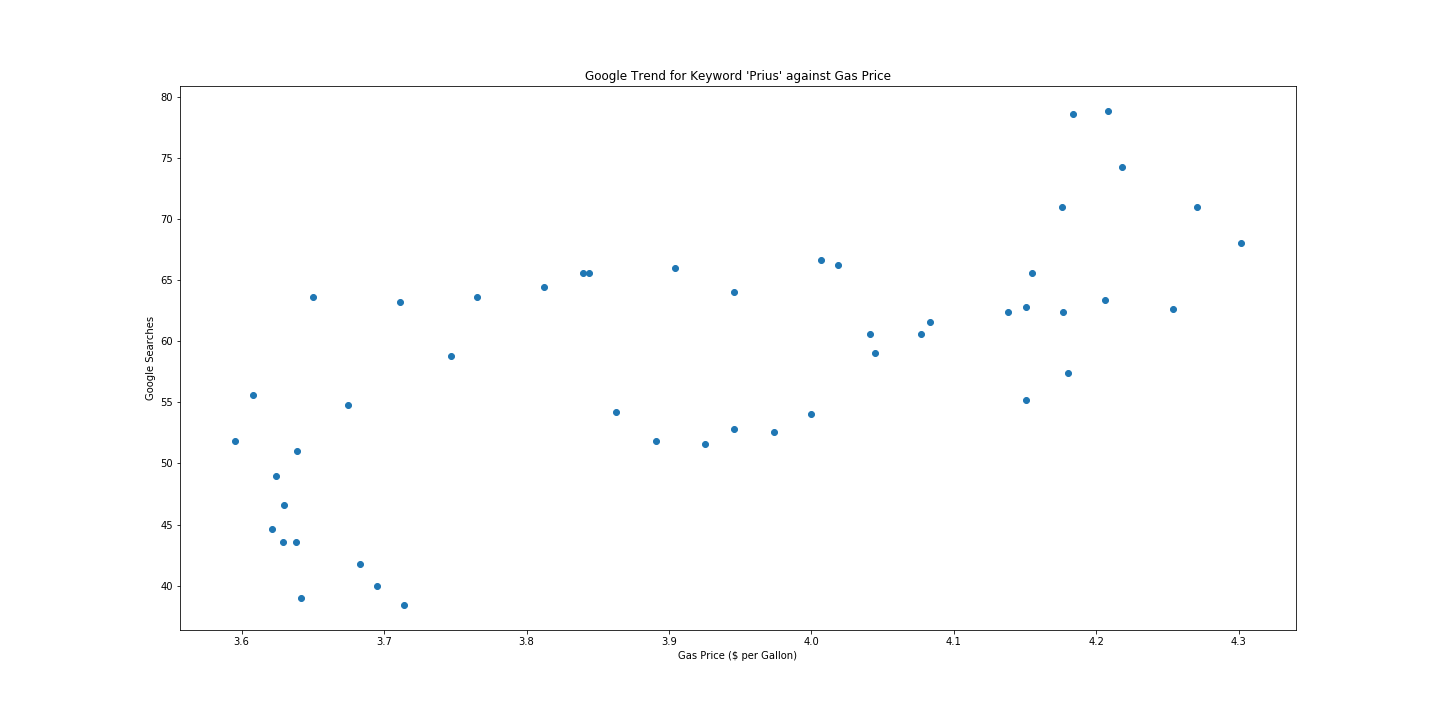 Google Trend for Keyword 'Prius' against Gas Price
80
75
70
65
60
55
50
45
40
Google Searches
3.6 3.7 3.8 3.9 4.0 4.1 4.2 4.3
Gas Price ($ per Gallon)